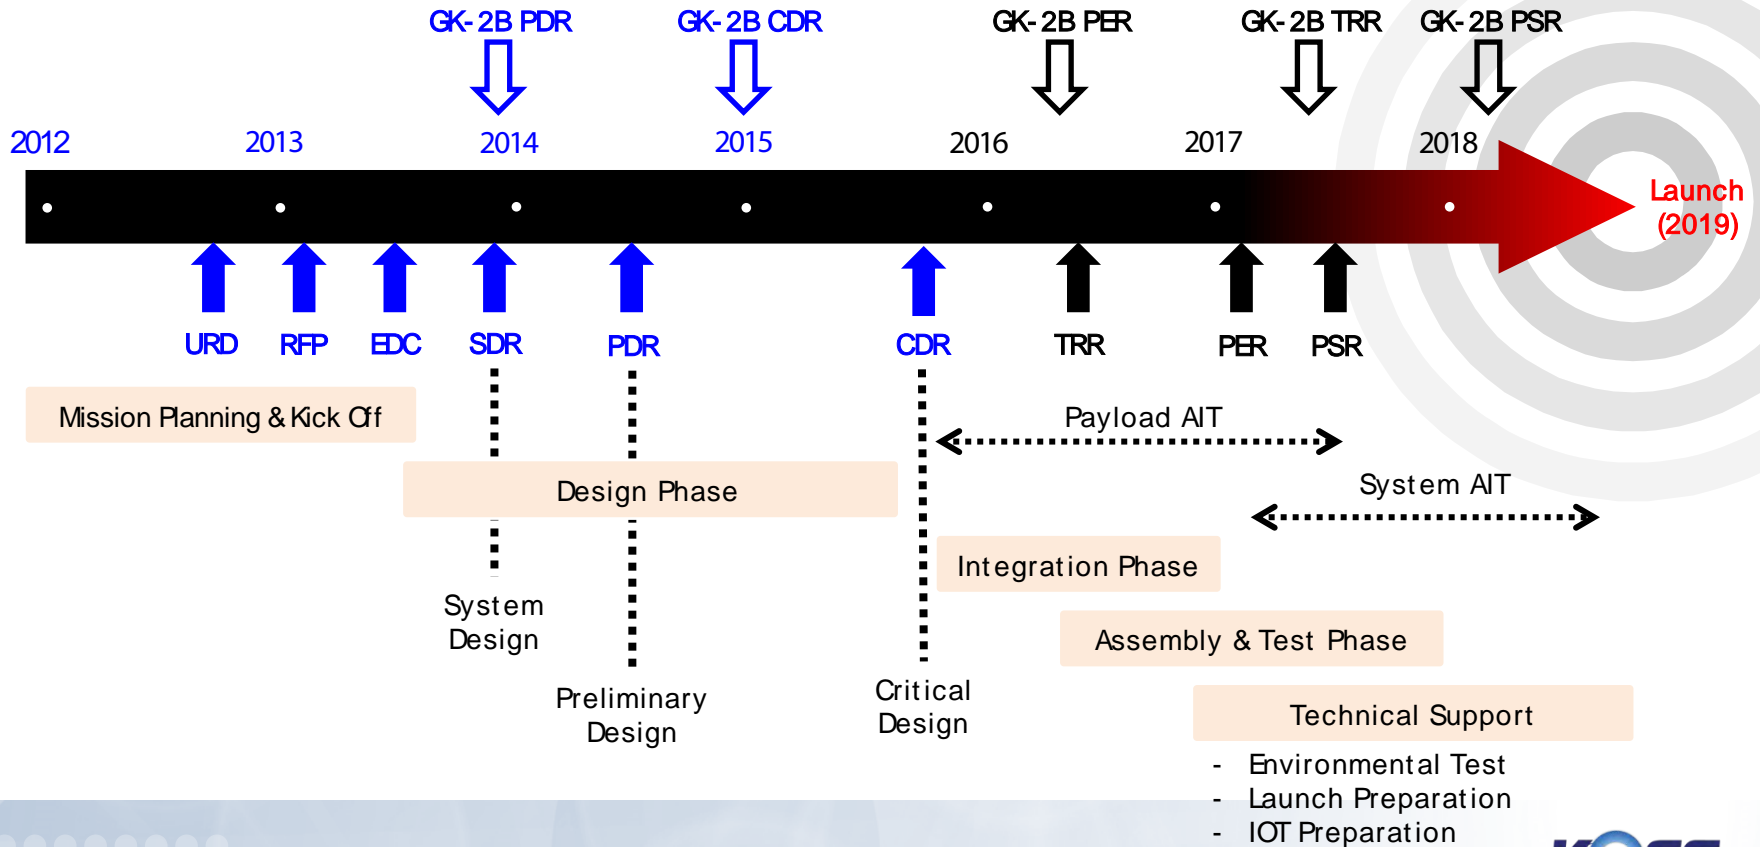 GK-2B PDR
GK-2B CDR
GK-2B PER
GK-2B TRR
GK-2B PSR
2012
2013
2014
2015
2016
2017
2018
Launch
(2019)
URD
RFP
EDC
SDR
PDR
CDR
TRR
PER
PSR
Mission Planning & Kick Off
Payload AIT
Design Phase
System AIT
Integration Phase
System
Design
Assembly & Test Phase
Preliminary
Design
Critical
Design
Technical Support
- Environmental Test
- Launch Preparation
- IOT Preparation